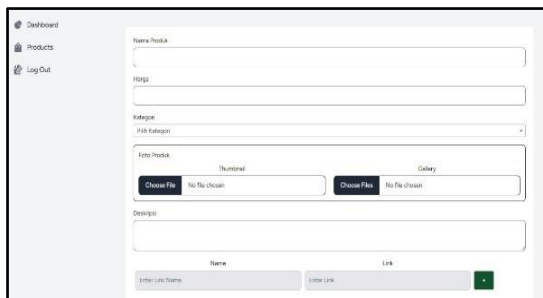 Dashboard
Products
Log Out
Nama Produk
Harga
Kategori
Pilih Kategori
Foto Produk
Thumbnail Gallery
Choose File No file chosen Choose Files No file chosen
Deskripsi
Name Link
Enter Link Name Enter Link
+